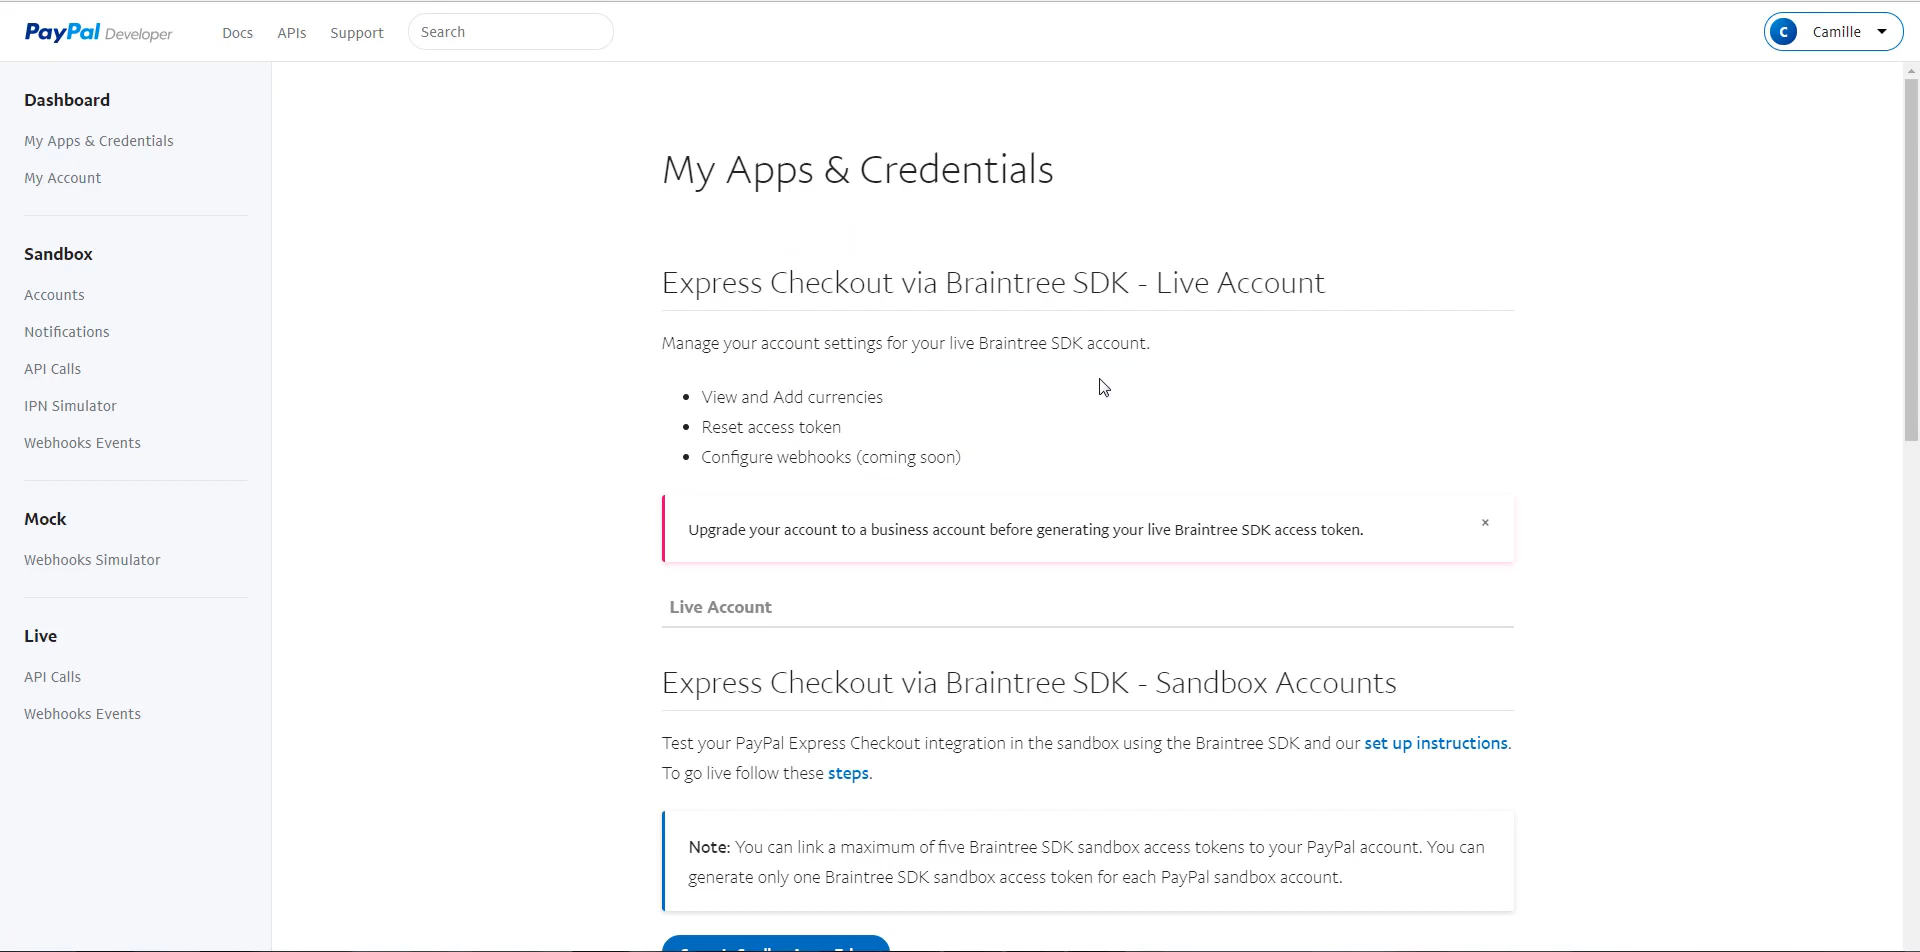 PayPal Developer
Docs
APIs
Support
Search
C
Camille
Dashboard
My Apps & Credentials
My Account
Sandbox
Accounts
Notifications
API Calls
IPN Simulator
Webhooks Events
Mock
Webhooks Simulator
Live
API Calls
Webhooks Events
My Apps & Credentials
Express Checkout via Braintree SDK - Live Account
Manage your account settings for your live Braintree SDK account.
View and Add currencies
Reset access token
Configure webhooks (coming soon)
Upgrade your account to a business account before generating your live Braintree SDK access token.
×
Live Account
Express Checkout via Braintree SDK - Sandbox Accounts
Test your PayPal Express Checkout integration in the sandbox using the Braintree SDK and our set up instructions.
To go live follow these steps.
Note: You can link a maximum of five Braintree SDK sandbox access tokens to your PayPal account. You can
generate only one Braintree SDK sandbox access token for each PayPal sandbox account.